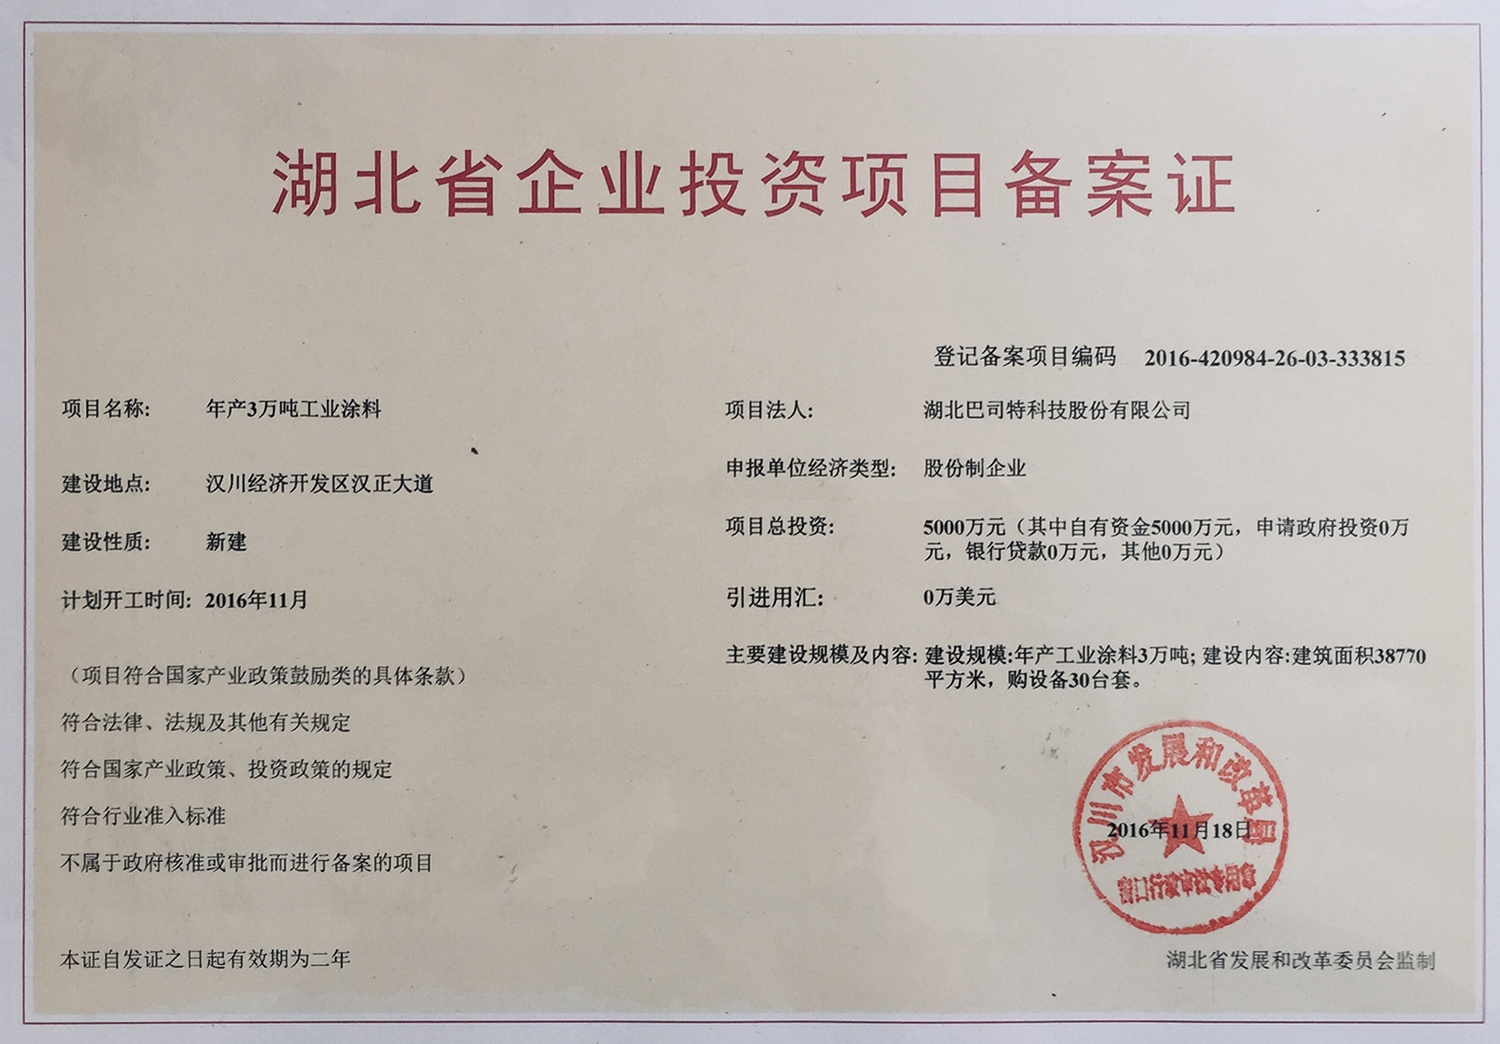 湖北省企业投资项目备案证
登记备案项目编码 2016-420984-26-03-333815
项目名称: 年产3万吨工业涂料
项目法人: 湖北巴司特科技股份有限公司
建设地点: 汉川经济开发区汉正大道
申报单位经济类型: 股份制企业
建设性质: 新建
项目总投资: 5000万元（其中自有资金5000万元，申请政府投资0万
元，银行贷款0万元，其他0万元）
计划开工时间: 2016年11月
引进用汇: 0万美元
主要建设规模及内容: 建设规模:年产工业涂料3万吨; 建设内容:建筑面积38770
平方米，购设备30台套。
（项目符合国家产业政策鼓励类的具体条款）
符合法律、法规及其他有关规定
符合国家产业政策、投资政策的规定
符合行业准入标准
不属于政府核准或审批而进行备案的项目
汉川市发展和改革局
2016年11月18日
本证自发证之日起有效期为二年
湖北省发展和改革委员会监制